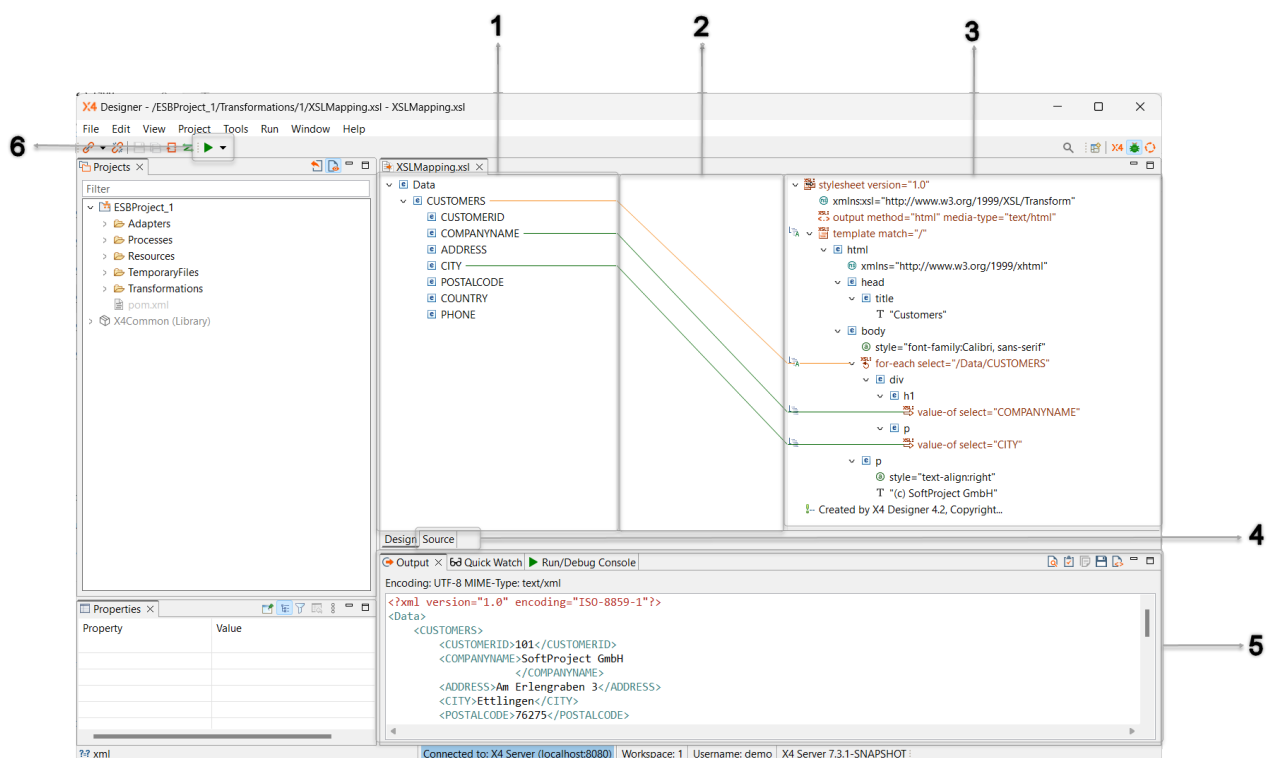 1
2
3
X4 Designer - /ESBProject_1/Transformations/1/XSLMapping.xsl - XSLMapping.xsl
File Edit View Project Tools Run Window Help
6
Projects
Filter
ESBProject_1
Adapters
Processes
Resources
TemporaryFiles
Transformations
pom.xml
X4Common (Library)
XSLMapping.xsl
Data
CUSTOMERS
CUSTOMERID
COMPANYNAME
ADDRESS
CITY
POSTALCODE
COUNTRY
PHONE
X4
stylesheet version="1.0"
xmlns:xsl="http://www.w3.org/1999/XSL/Transform"
output method="html" media-type="text/html"
template match="/"
html
xmlns="http://www.w3.org/1999/xhtml"
head
title
T "Customers"
body
style="font-family:Calibri, sans-serif"
for-each select="/Data/CUSTOMERS"
div
h1
value-of select="COMPANYNAME"
p
value-of select="CITY"
p
style="text-align:right"
T "(c) SoftProject GmbH"
Created by X4 Designer 4.2, Copyright...
Design Source
4
Output Quick Watch Run/Debug Console
Encoding: UTF-8 MIME-Type: text/xml
<?xml version="1.0" encoding="ISO-8859-1"?>
<Data>
<CUSTOMERS>
<CUSTOMERID>101</CUSTOMERID>
<COMPANYNAME>SoftProject GmbH
</COMPANYNAME>
<ADDRESS>Am Erlengraben 3</ADDRESS>
<CITY>Ettlingen</CITY>
<POSTALCODE>76275</POSTALCODE>
5
Properties
Property Value
?-? xml
Connected to: X4 Server (localhost:8080) Workspace: 1 Username: demo X4 Server 7.3.1-SNAPSHOT